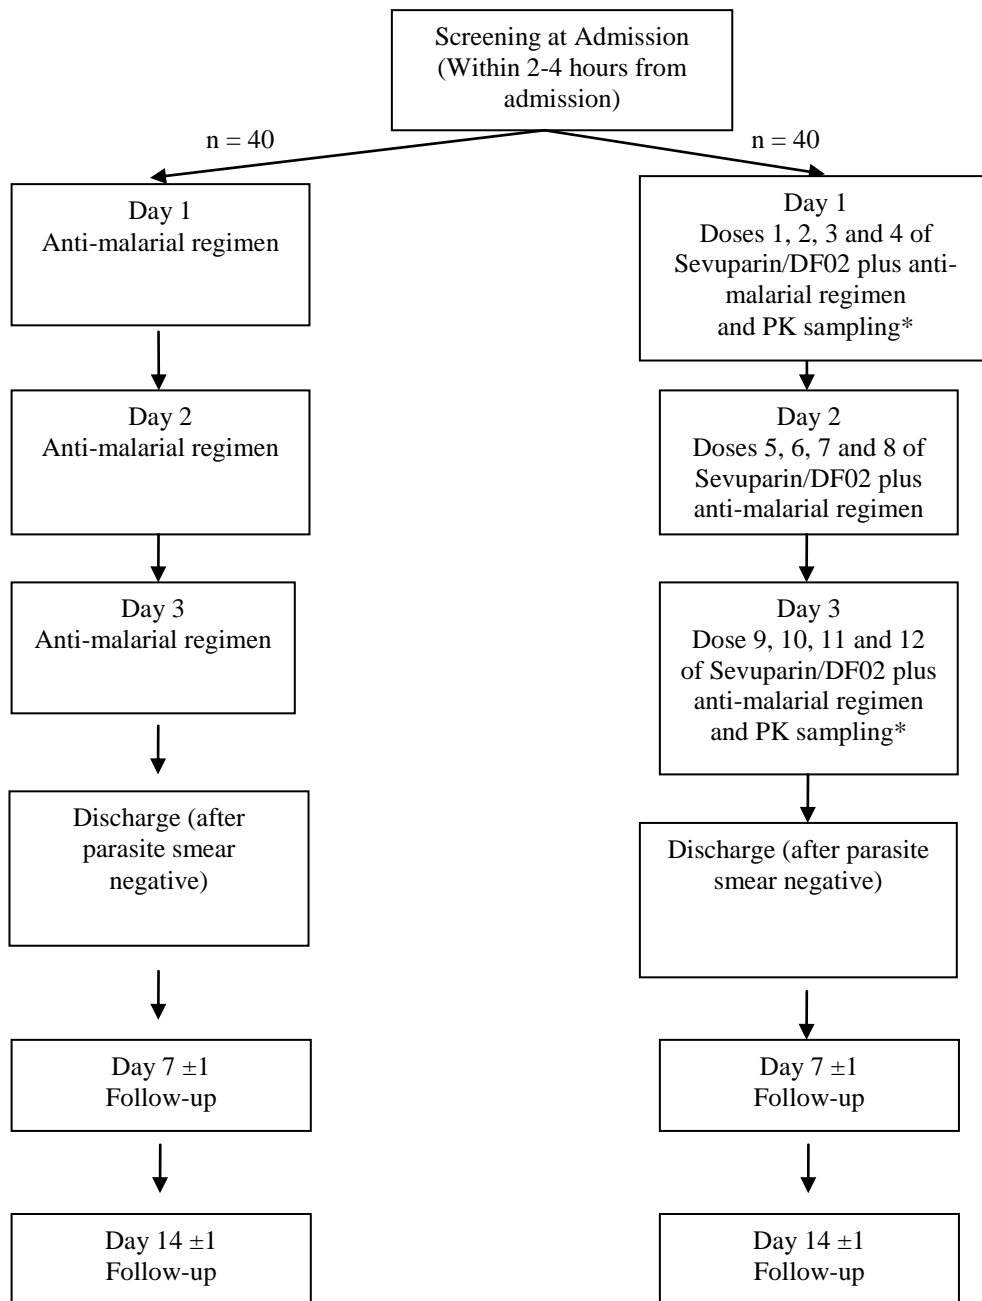 Screening at Admission
(Within 2-4 hours from
admission)
n = 40
n = 40
Day 1
Anti-malarial regimen
Day 1
Doses 1, 2, 3 and 4 of
Sevuparin/DF02 plus anti-
malarial regimen
and PK sampling*
Day 2
Anti-malarial regimen
Day 2
Doses 5, 6, 7 and 8 of
Sevuparin/DF02 plus
anti-malarial regimen
Day 3
Anti-malarial regimen
Day 3
Dose 9, 10, 11 and 12
of Sevuparin/DF02 plus
anti-malarial regimen
and PK sampling*
Discharge (after
parasite smear
negative)
Discharge (after parasite
smear negative)
Day 7 ±1
Follow-up
Day 7 ±1
Follow-up
Day 14 ±1
Follow-up
Day 14 ±1
Follow-up